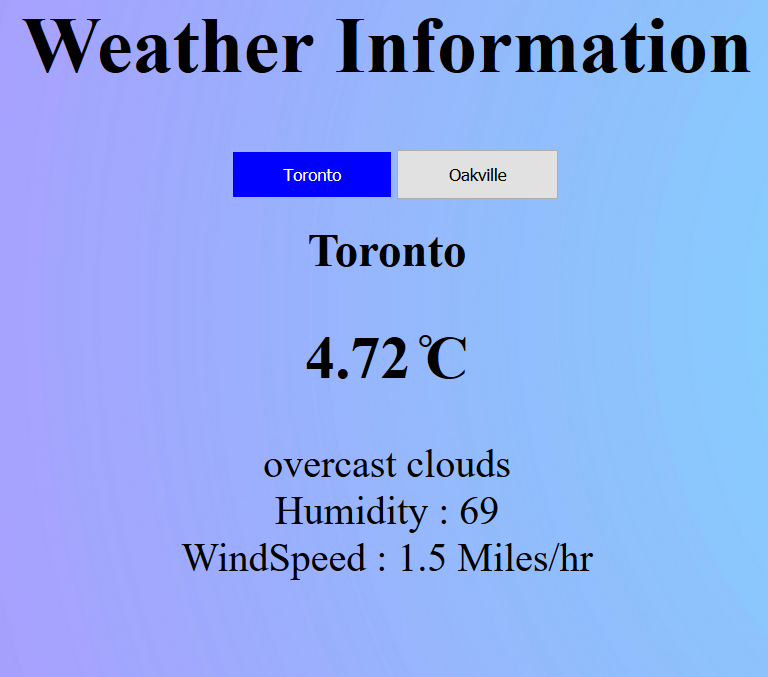 Weather Information
Toronto Oakville
Toronto
4.72 ℃
overcast clouds
Humidity : 69
WindSpeed : 1.5 Miles/hr